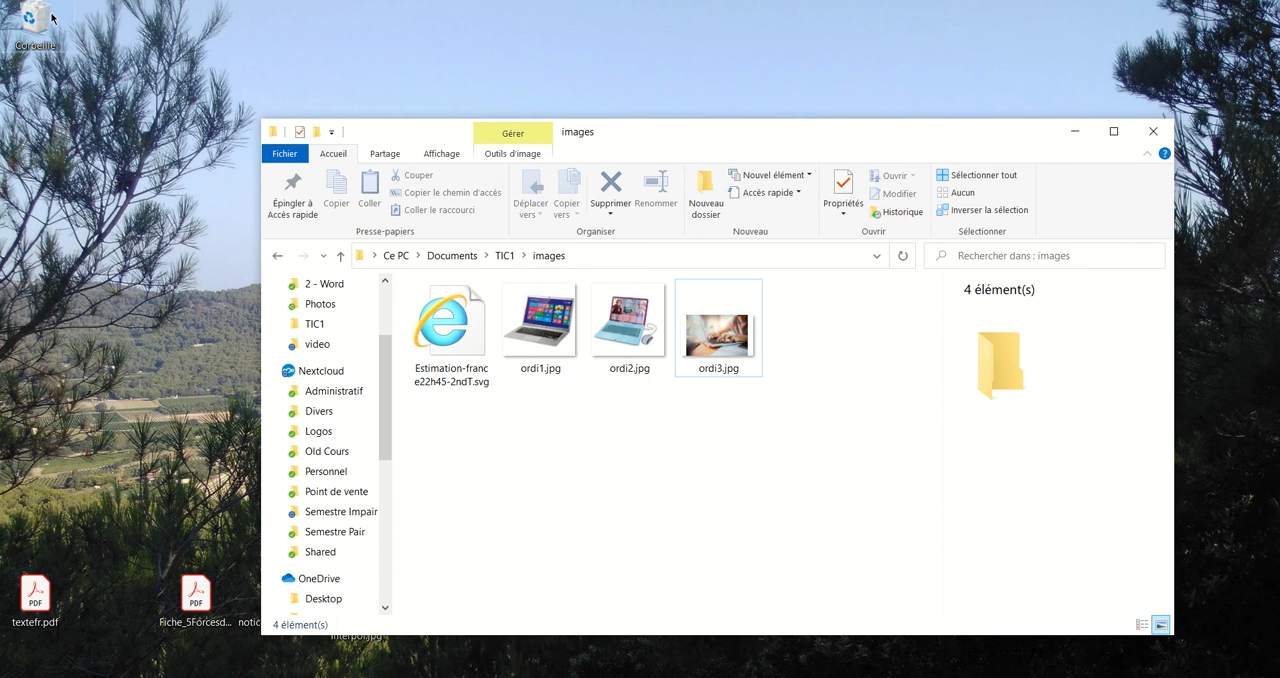 Corbeille
Gérer
images
Fichier
Accueil
Partage
Affichage
Outils d'image
Épingler à
Accès rapide
Copier
Coller
Couper
Copier le chemin d'accès
Coller le raccourci
Presse-papiers
Déplacer
vers
Copier
vers
Supprimer
Renommer
Organiser
Nouveau
dossier
Nouvel élément
Accès rapide
Nouveau
Propriétés
Ouvrir
Modifier
Historique
Ouvrir
Sélectionner tout
Aucun
Inverser la sélection
Sélectionner
Ce PC
Documents
TIC1
images
Rechercher dans : images
2 - Word
Photos
TIC1
video
Nextcloud
Administratif
Divers
Logos
Old Cours
Personnel
Point de vente
Semestre Impair
Semestre Pair
Shared
OneDrive
Desktop
Estimation-franc
e22h45-2ndT.svg
ordi1.jpg
ordi2.jpg
ordi3.jpg
4 élément(s)
4 élément(s)
PDF
textefr.pdf
PDF
Fiche_5Forcesd...
notic
Interpol.jpg